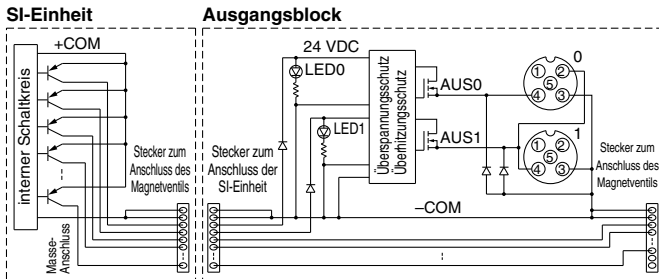 SI-Einheit
Ausgangsblock
+COM
interner Schaltkreis
Stecker zum
Anschluss des
Magnetventils
Masse-
Anschluss
24 VDC
LED0
LED1
Stecker zum
Anschluss der
SI-Einheit
Überspannungsschutz
Überhitzungsschutz
AUS0
AUS1
–COM
0
1 2
5
4 3
1
1 2
5
4 3
Stecker zum
Anschluss des
Magnetventils